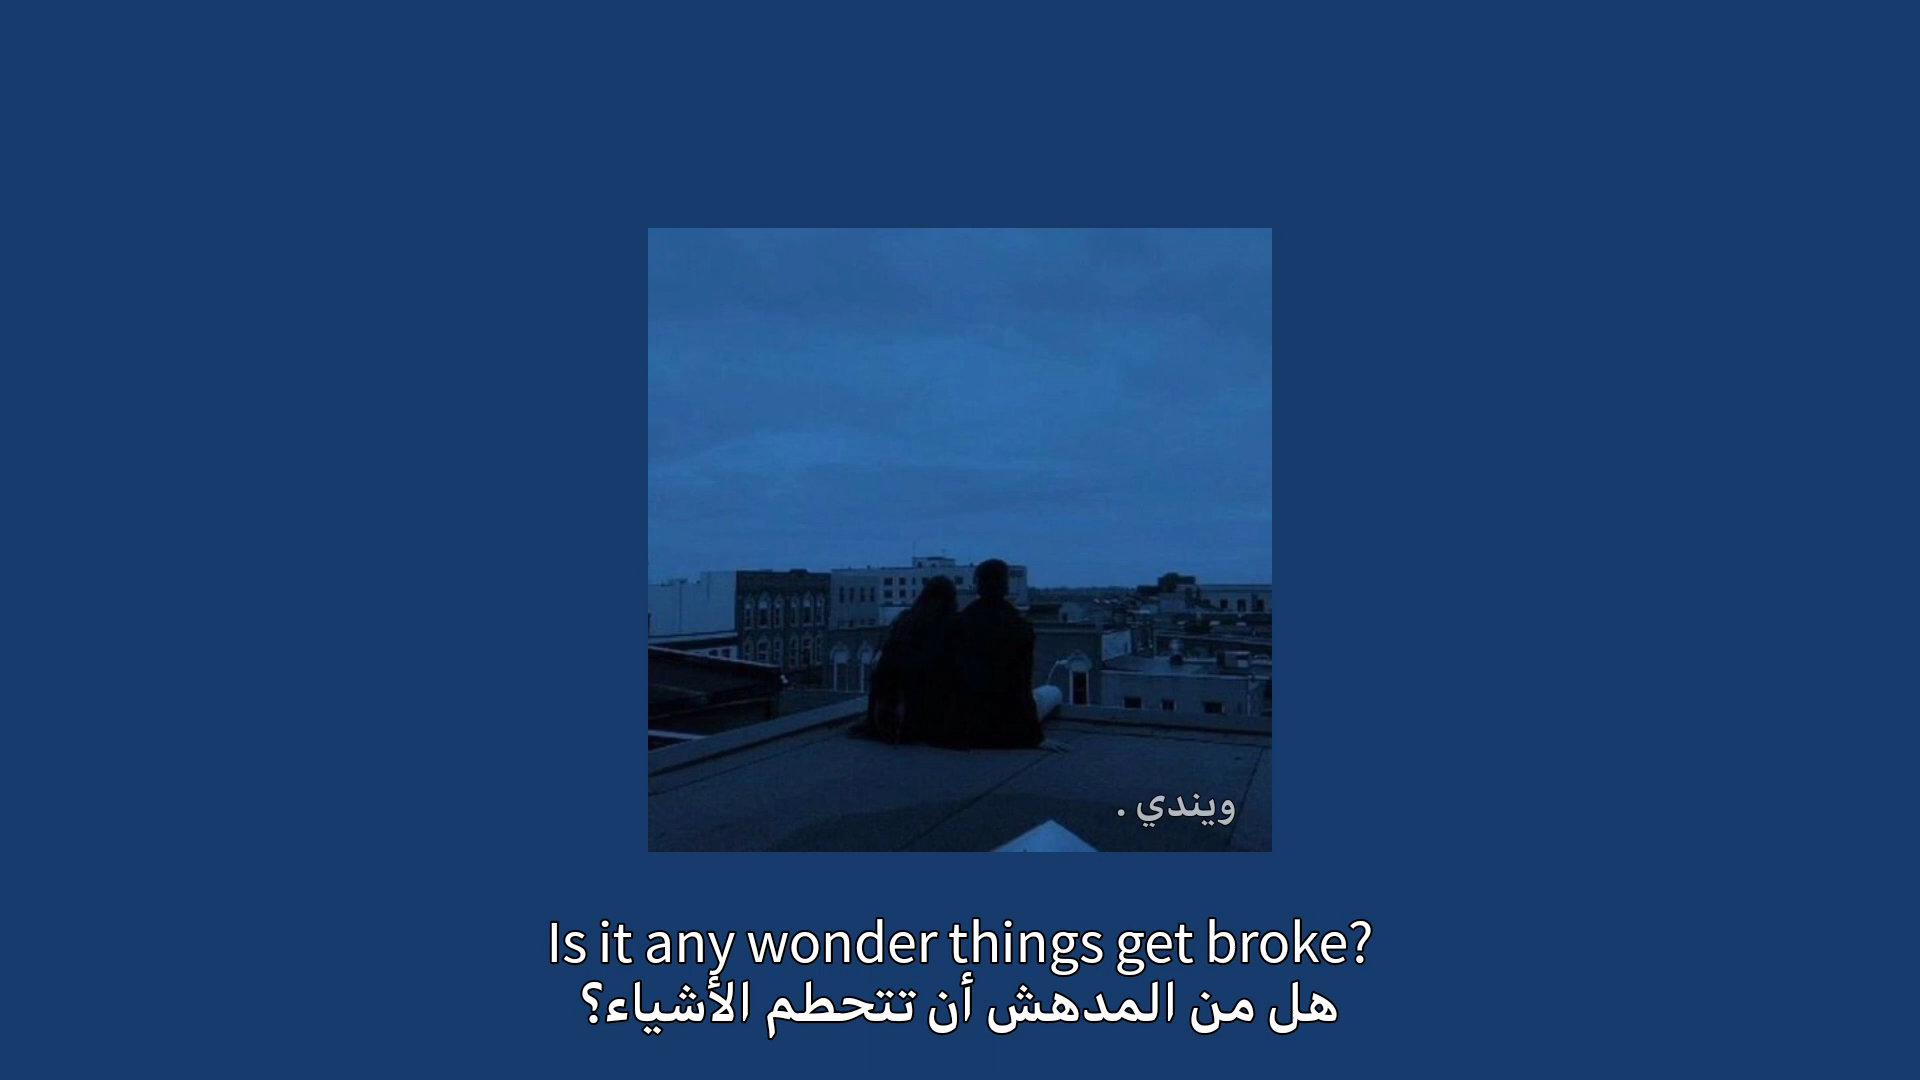 ويندي .
Is it any wonder things get broke?
هل من المدهش أن تتحطم الأشياء؟